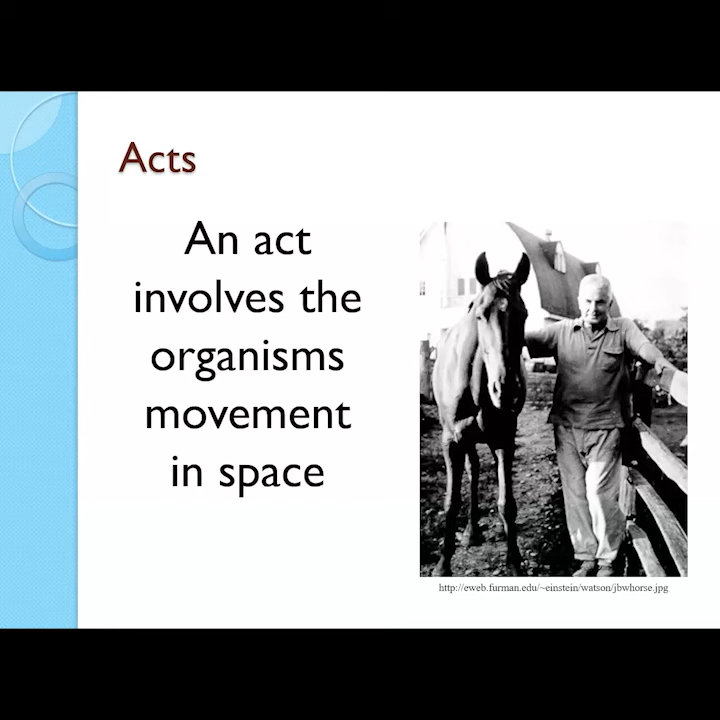 Acts
An act
involves the
organisms
movement
in space
http://eweb.furman.edu/~einstein/watson/jbwhorse.jpg